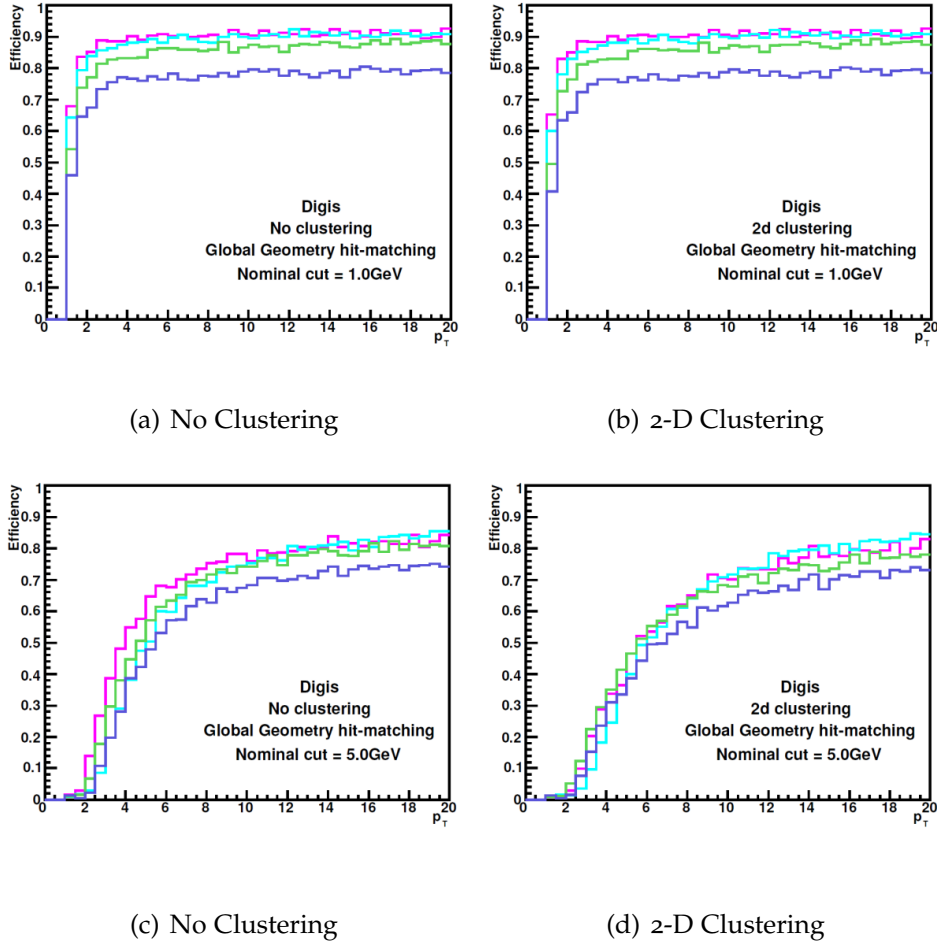 Efficiency
1
0.9
0.8
0.7
0.6
0.5
0.4
0.3
0.2
0.1
0
Digis
No clustering
Global Geometry hit-matching
Nominal cut = 1.0GeV
0 2 4 6 8 10 12 14 16 18 20
p_T
(a) No Clustering
Efficiency
1
0.9
0.8
0.7
0.6
0.5
0.4
0.3
0.2
0.1
0
Digis
2d clustering
Global Geometry hit-matching
Nominal cut = 1.0GeV
0 2 4 6 8 10 12 14 16 18 20
p_T
(b) 2-D Clustering
Efficiency
1
0.9
0.8
0.7
0.6
0.5
0.4
0.3
0.2
0.1
0
Digis
No clustering
Global Geometry hit-matching
Nominal cut = 5.0GeV
0 2 4 6 8 10 12 14 16 18 20
p_T
(c) No Clustering
Efficiency
1
0.9
0.8
0.7
0.6
0.5
0.4
0.3
0.2
0.1
0
Digis
2d clustering
Global Geometry hit-matching
Nominal cut = 5.0GeV
0 2 4 6 8 10 12 14 16 18 20
p_T
(d) 2-D Clustering